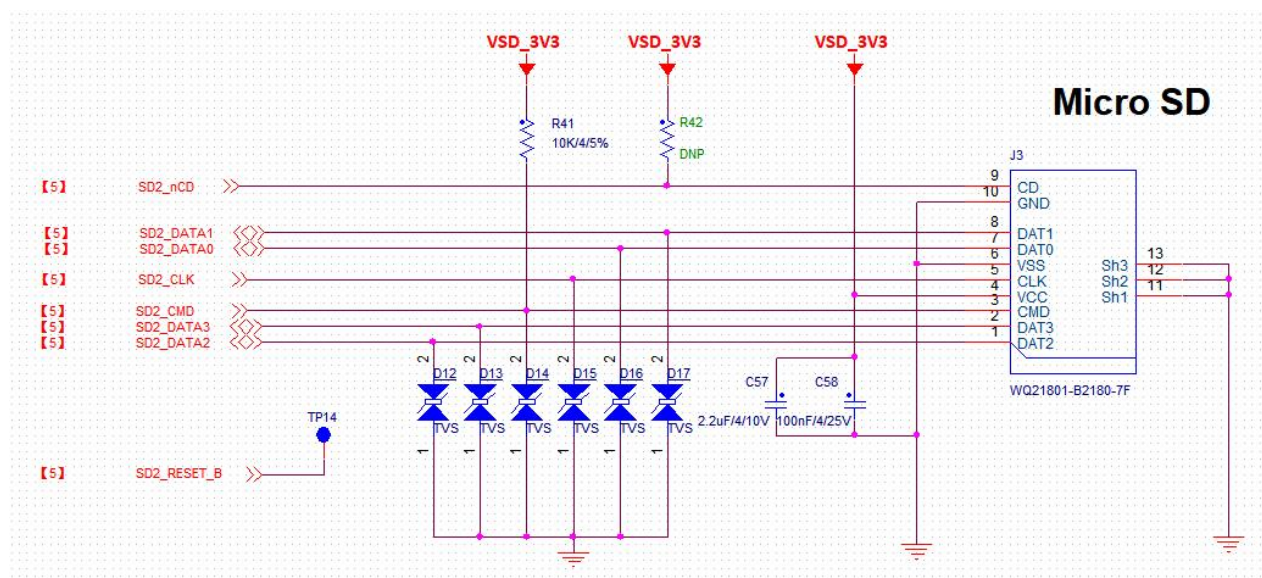 VSD_3V3 VSD_3V3 VSD_3V3
Micro SD
R41 R42
10K/4/5% DNP
J3
【5】 SD2_nCD 9 CD
10 GND
【5】 SD2_DATA1 8 DAT1
【5】 SD2_DATA0 7 DAT0
6 VSS Sh3 13
【5】 SD2_CLK 5 CLK Sh2 12
4 VCC Sh1 11
【5】 SD2_CMD 3 CMD
【5】 SD2_DATA3 2 DAT3
【5】 SD2_DATA2 1 DAT2
2 2 2 2 2 2
D12 D13 D14 D15 D16 D17 C57 C58
WQ21801-B2180-7F
TVS TVS TVS TVS TVS TVS 2.2uF/4/10V 100nF/4/25V
TP14
1 1 1 1 1 1
【5】 SD2_RESET_B